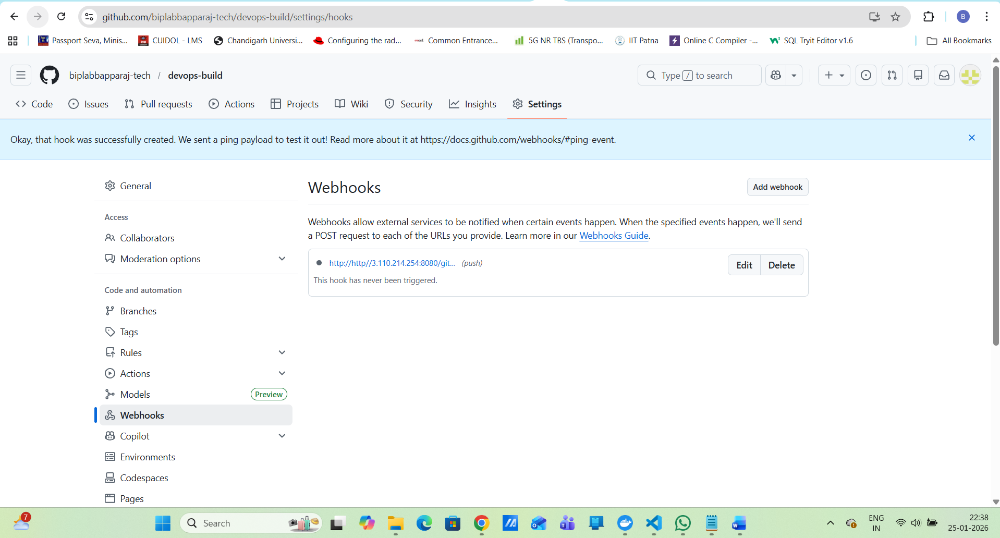 github.com/biplabbapparaj-tech/devops-build/settings/hooks
B
Passport Seva, Minis...
CUIDOL - LMS
Chandigarh Universi...
Configuring the rad...
Common Entrance...
5G NR TBS (Transpo...
IIT Patna
Online C Compiler -...
SQL Tryit Editor v1.6
All Bookmarks
biplabbapparaj-tech / devops-build
Type / to search
Code
Issues
Pull requests
Actions
Projects
Wiki
Security
Insights
Settings
Okay, that hook was successfully created. We sent a ping payload to test it out! Read more about it at https://docs.github.com/webhooks/#ping-event.
General
Access
Collaborators
Moderation options
Code and automation
Branches
Tags
Rules
Actions
Models Preview
Webhooks
Copilot
Environments
Codespaces
Pages
Webhooks
Add webhook
Webhooks allow external services to be notified when certain events happen. When the specified events happen, we'll send
a POST request to each of the URLs you provide. Learn more in our Webhooks Guide.
http://http//3.110.214.254:8080/git... (push)
Edit
Delete
This hook has never been triggered.
7
Search
ENG
IN
22:38
25-01-2026